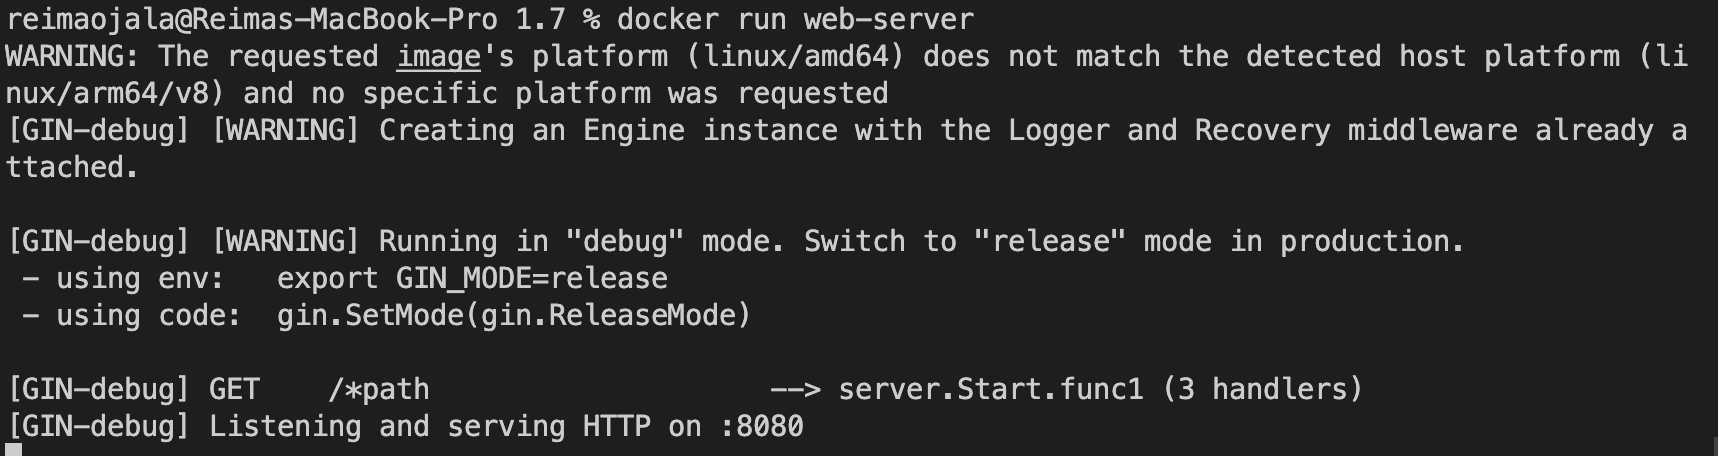 reimaojala@Reimas-MacBook-Pro 1.7 % docker run web-server
WARNING: The requested image's platform (linux/amd64) does not match the detected host platform (li
nux/arm64/v8) and no specific platform was requested
[GIN-debug] [WARNING] Creating an Engine instance with the Logger and Recovery middleware already a
ttached.

[GIN-debug] [WARNING] Running in "debug" mode. Switch to "release" mode in production.
 - using env:   export GIN_MODE=release
 - using code:  gin.SetMode(gin.ReleaseMode)

[GIN-debug] GET    /*path                    --> server.Start.func1 (3 handlers)
[GIN-debug] Listening and serving HTTP on :8080